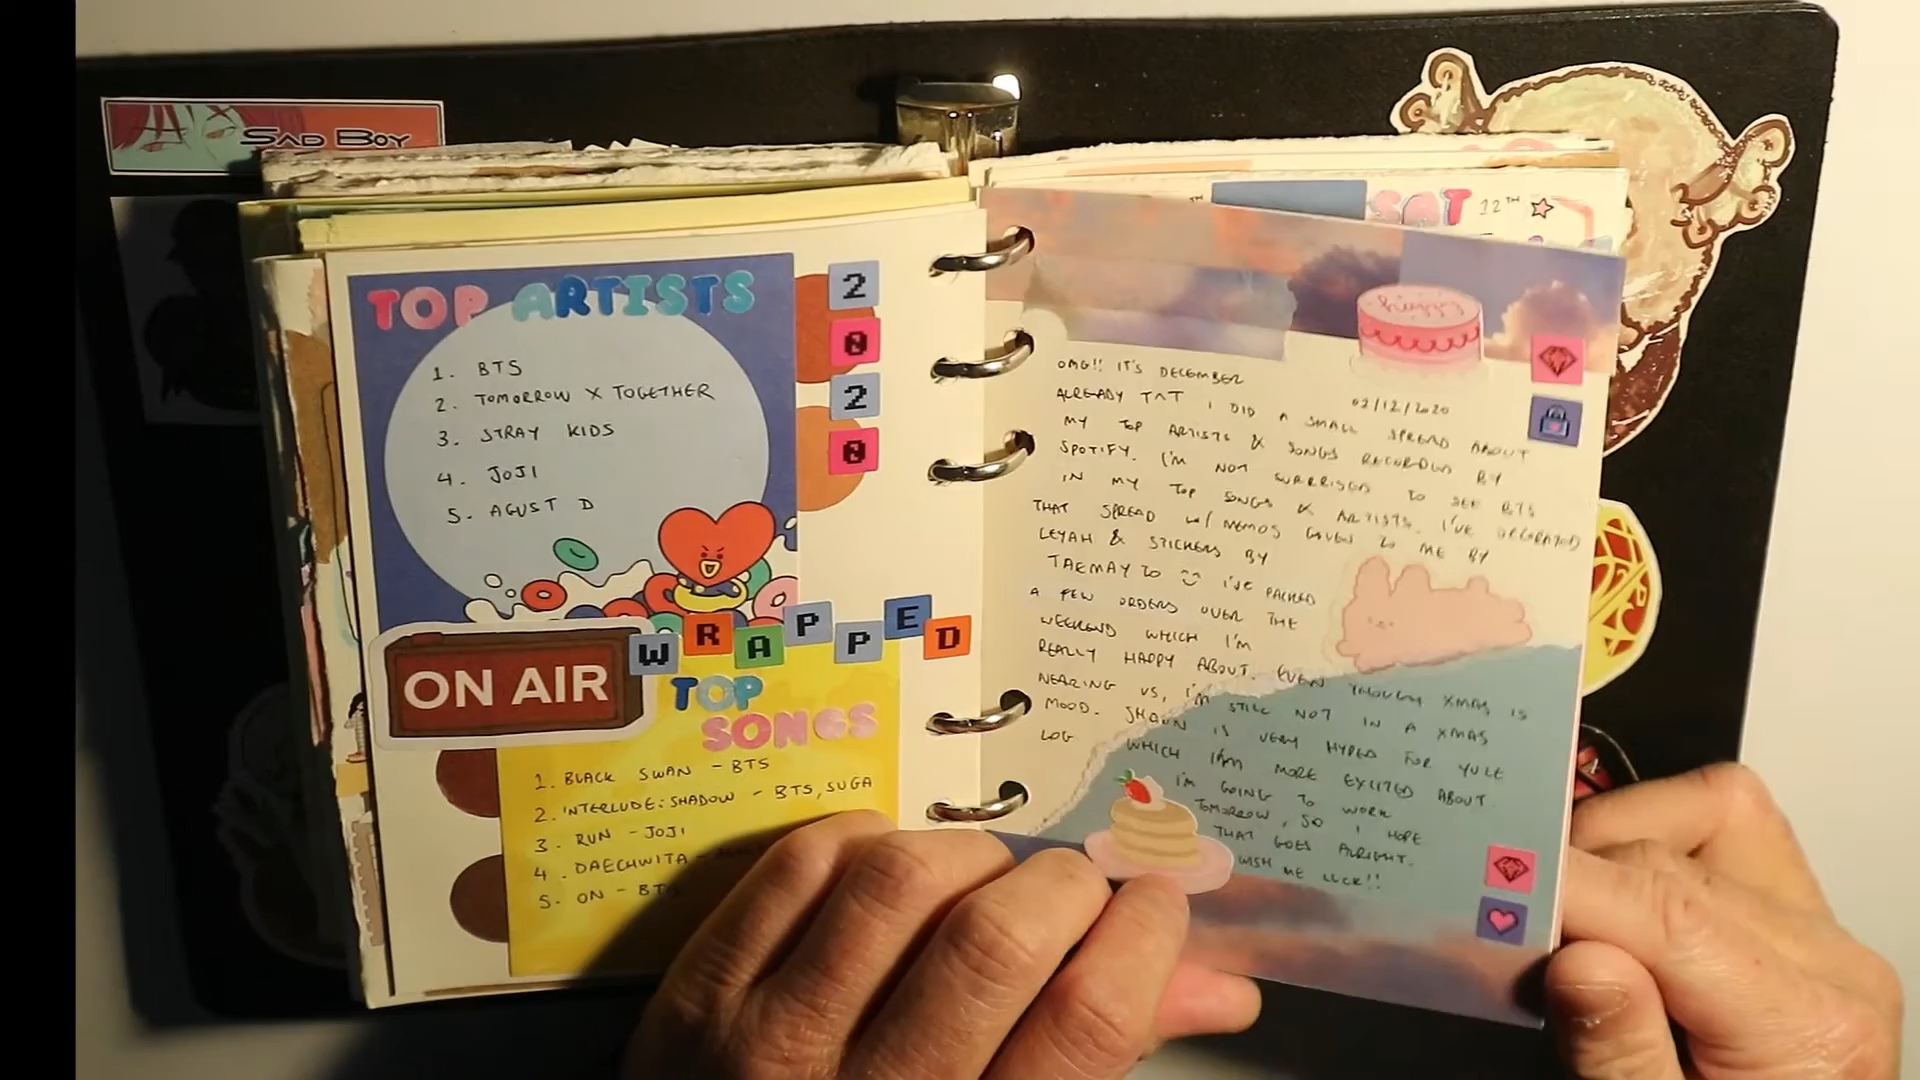 SAD BOY
TOP ARTISTS
1. BTS
2. TOMORROW X TOGETHER
3. STRAY KIDS
4. JOJI
5. AGUST D
2
0
2
0
ON AIR
WRAPPED
TOP
SONGS
1. BLACK SWAN - BTS
2. INTERLUDE: SHADOW - BTS, SUGA
3. RUN - JOJI
4. DAECHWITA -
5. ON - BTS
SAT 12TH
happy
02/12/2020
OMG!! IT'S DECEMBER
ALREADY T^T I DID A SMALL SPREAD ABOUT
MY TOP ARTISTS & SONGS RECORDED BY
SPOTIFY. I'M NOT SURRISED TO SEE BTS
IN MY TOP SONGS & ARTISTS. I'VE DECORATED
THAT SPREAD W/ MEMOS GIVEN TO ME BY
LEYAH & STICKERS BY
TAEMAY TO I'VE PACKED
A FEW ORDERS OVER THE
WEEKEND WHICH I'M
REALLY HAPPY ABOUT. EVEN THOUGH XMAS IS
NEARING US, I'M STILL NOT IN A XMAS
MOOD. SHAUN IS VERY HYPED FOR YULE
LOG WHICH I AM MORE EXCITED ABOUT.
I'M GOING TO WORK
TOMORROW, SO I HOPE
THAT GOES ALRIGHT.
WISH ME LUCK!!